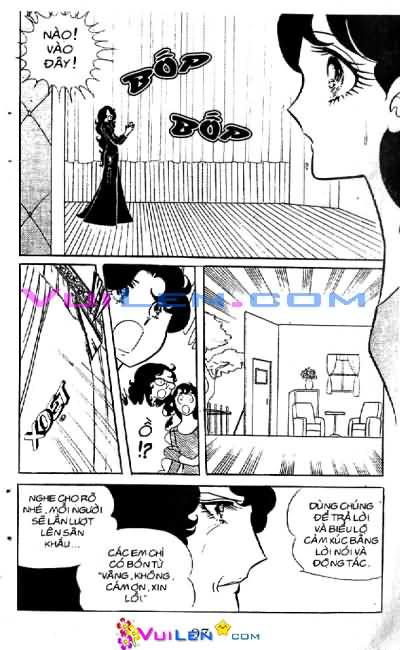 NÀO!
VÀO
ĐÂY!
BỐP
BỐP
VUILEN.COM
XOẸT
Ồ!?
NGHE CHO RÕ
NHÉ, MỖI NGƯỜI
SẼ LẦN LƯỢT
LÊN SÂN
KHẤU...
CÁC EM CHỈ
CÓ BỐN TỪ
"VÂNG, KHÔNG,
CÁM ƠN, XIN
LỖI"
DÙNG CHÚNG
ĐỂ TRẢ LỜI
VÀ BIỂU LỘ
CẢM XÚC BẰNG
LỜI NÓI VÀ
ĐỘNG TÁC.
97
VUILEN.COM